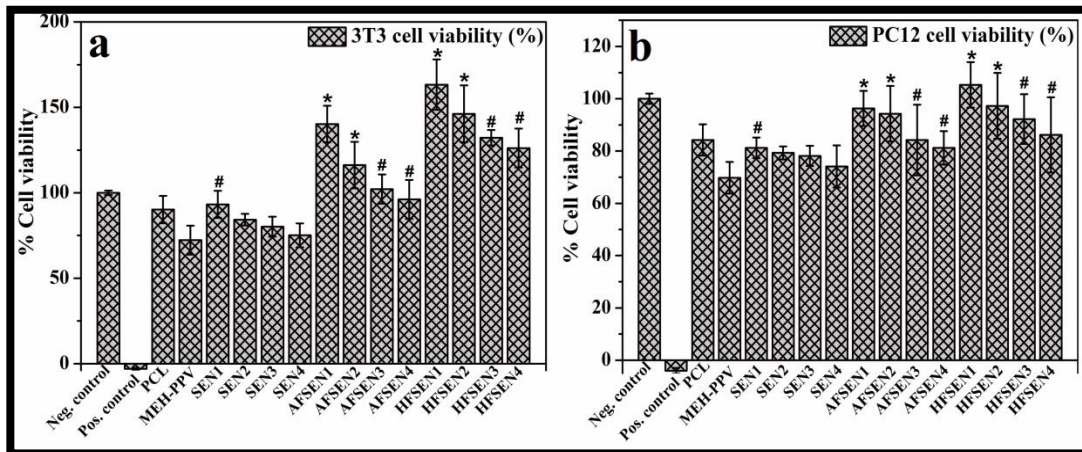 a
3T3 cell viability (%)
% Cell viability
200
150
100
50
0
* * # # * * # #
#
Neg. control
Pos. control
PCL
MEH-PPV
SEN1
SEN2
SEN3
SEN4
AFSEN1
AFSEN2
AFSEN3
AFSEN4
HFSEN1
HFSEN2
HFSEN3
HFSEN4
b
PC12 cell viability (%)
% Cell viability
120
100
80
60
40
20
0
# * * # # * * # #
Neg. control
Pos. control
PCL
MEH-PPV
SEN1
SEN2
SEN3
SEN4
AFSEN1
AFSEN2
AFSEN3
AFSEN4
HFSEN1
HFSEN2
HFSEN3
HFSEN4